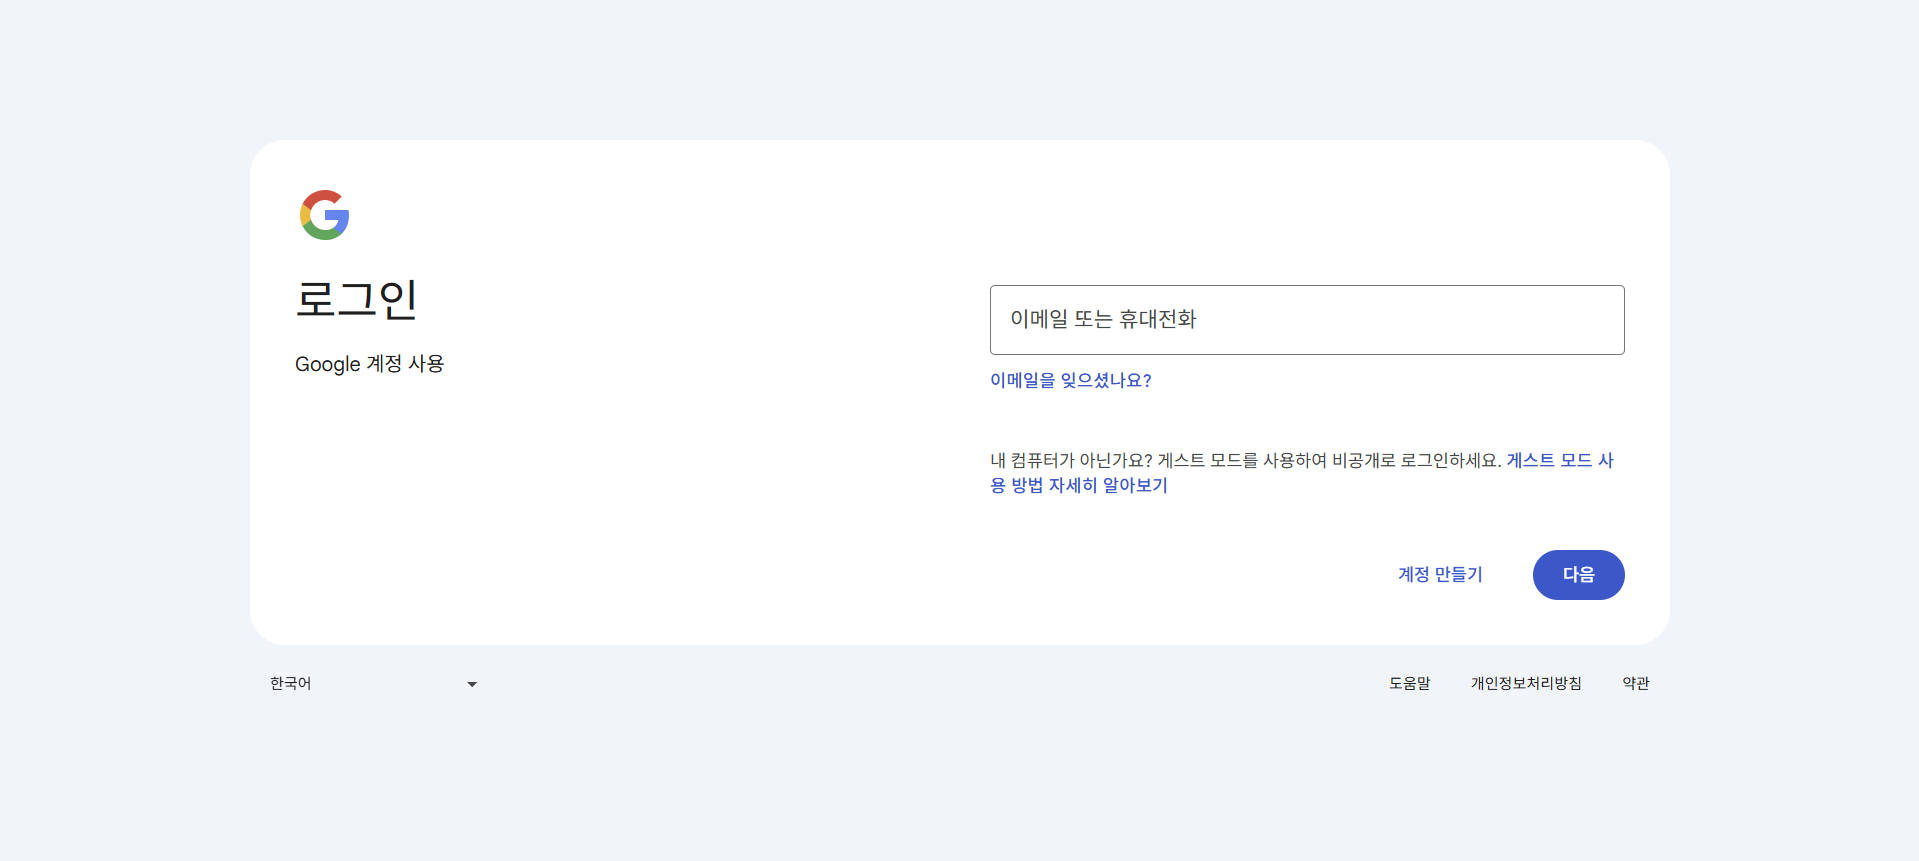 로그인
Google 계정 사용
이메일 또는 휴대전화
이메일을 잊으셨나요?
내 컴퓨터가 아닌가요? 게스트 모드를 사용하여 비공개로 로그인하세요. 게스트 모드 사
용 방법 자세히 알아보기
계정 만들기 다음
한국어 도움말 개인정보처리방침 약관